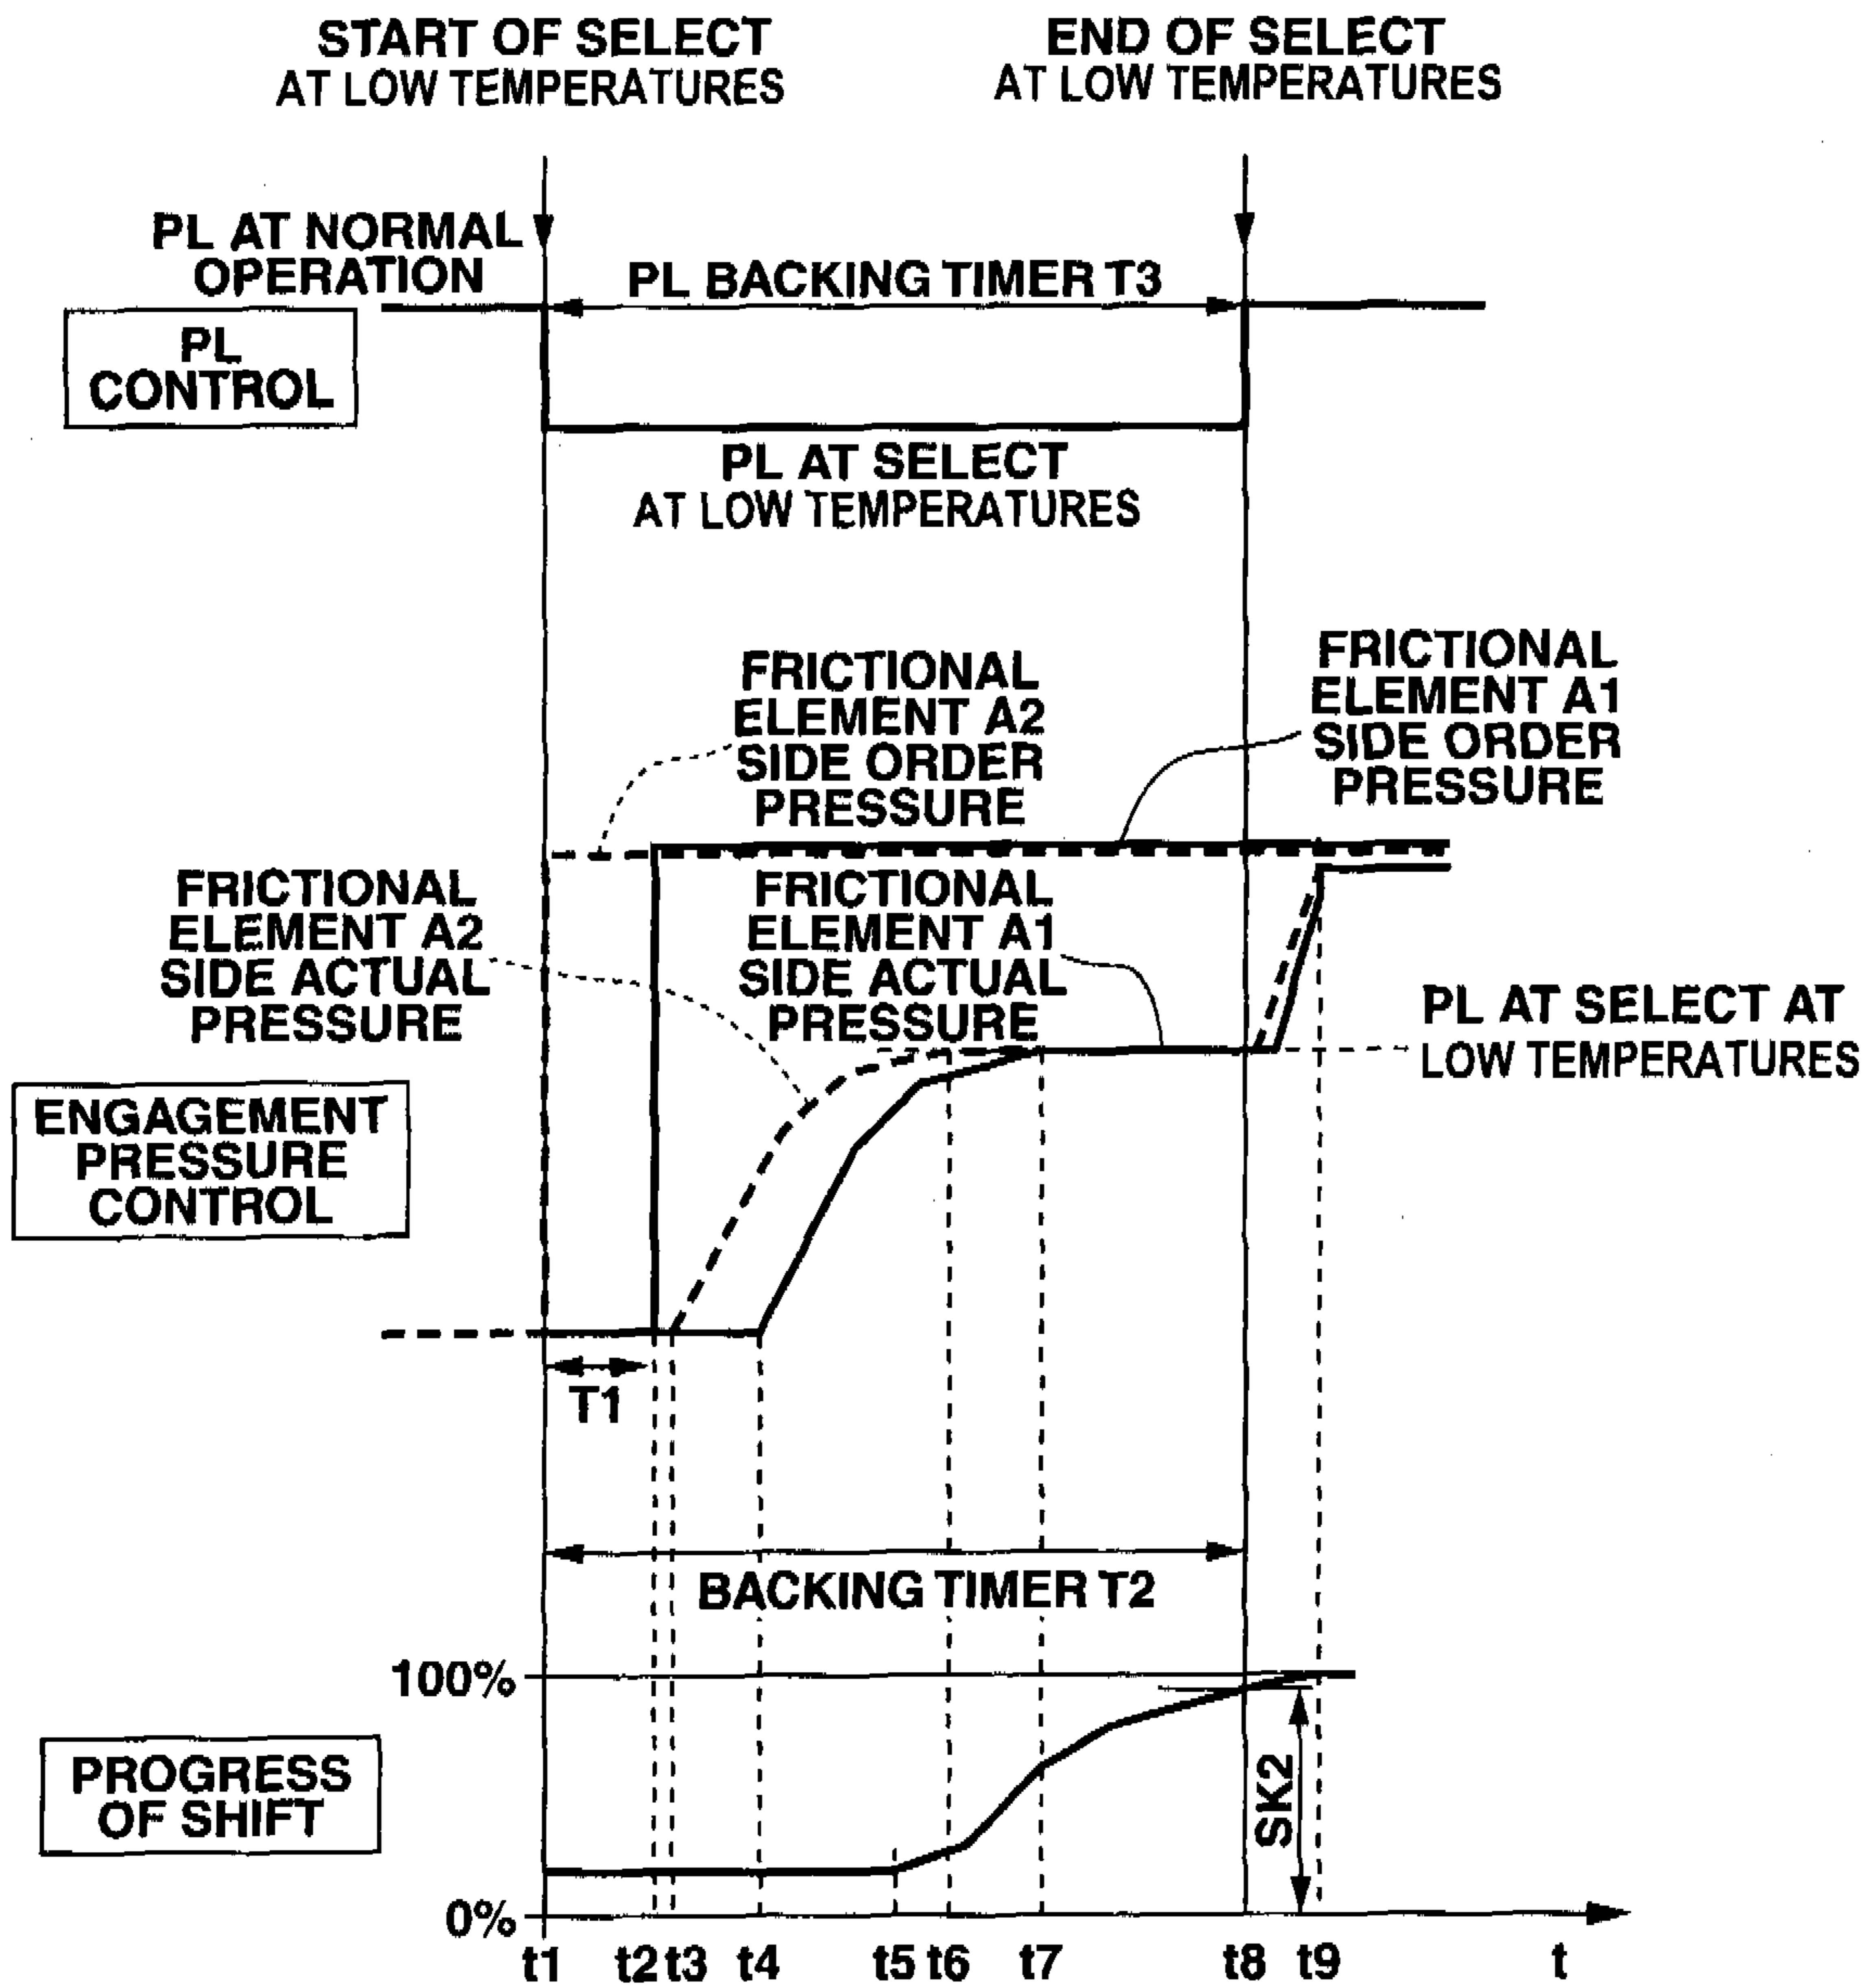 START OF SELECT
AT LOW TEMPERATURES
END OF SELECT
AT LOW TEMPERATURES
PL AT NORMAL
OPERATION
PL BACKING TIMER T3
PL
CONTROL
PL AT SELECT
AT LOW TEMPERATURES
FRICTIONAL
ELEMENT A2
SIDE ORDER
PRESSURE
FRICTIONAL
ELEMENT A1
SIDE ORDER
PRESSURE
FRICTIONAL
ELEMENT A2
SIDE ACTUAL
PRESSURE
FRICTIONAL
ELEMENT A1
SIDE ACTUAL
PRESSURE
PL AT SELECT AT
LOW TEMPERATURES
ENGAGEMENT
PRESSURE
CONTROL
T1
BACKING TIMER T2
100%
PROGRESS
OF SHIFT
SK2
0%
t1 t2 t3 t4 t5 t6 t7 t8 t9 t